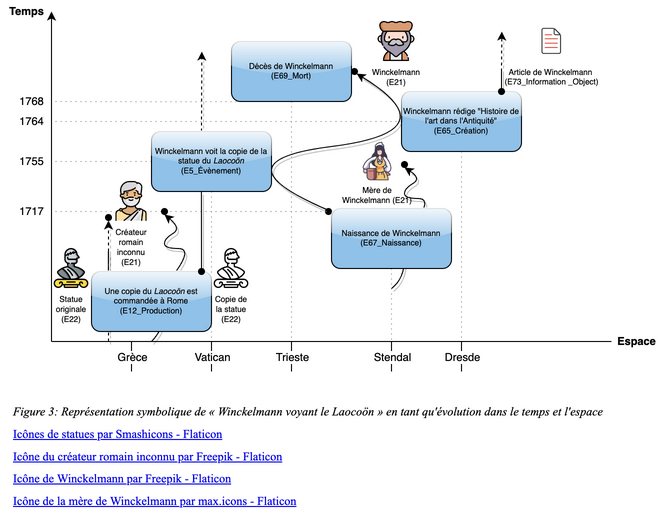 Temps
Décès de Winckelmann
(E69_Mort)
Winckelmann
(E21)
Article de Winckelmann
(E73_Information _Object)
1768
1764
Winckelmann rédige "Histoire de
l'art dans l'Antiquité"
(E65_Création)
Winckelmann voit la copie de la
statue du Laocoön
(E5_Évènement)
1755
Mère de
Winckelmann (E21)
1717
Créateur
romain
inconnu
(E21)
Naissance de Winckelmann
(E67_Naissance)
Statue
originale
(E22)
Une copie du Laocoön est
commandée à Rome
(E12_Production)
Copie de
la statue
(E22)
Espace
Grèce
Vatican
Trieste
Stendal
Dresde
Figure 3: Représentation symbolique de « Winckelmann voyant le Laocoön » en tant qu'évolution dans le temps et l'espace
Icônes de statues par Smashicons - Flaticon
Icône du créateur romain inconnu par Freepik - Flaticon
Icône de Winckelmann par Freepik - Flaticon
Icône de la mère de Winckelmann par max.icons - Flaticon